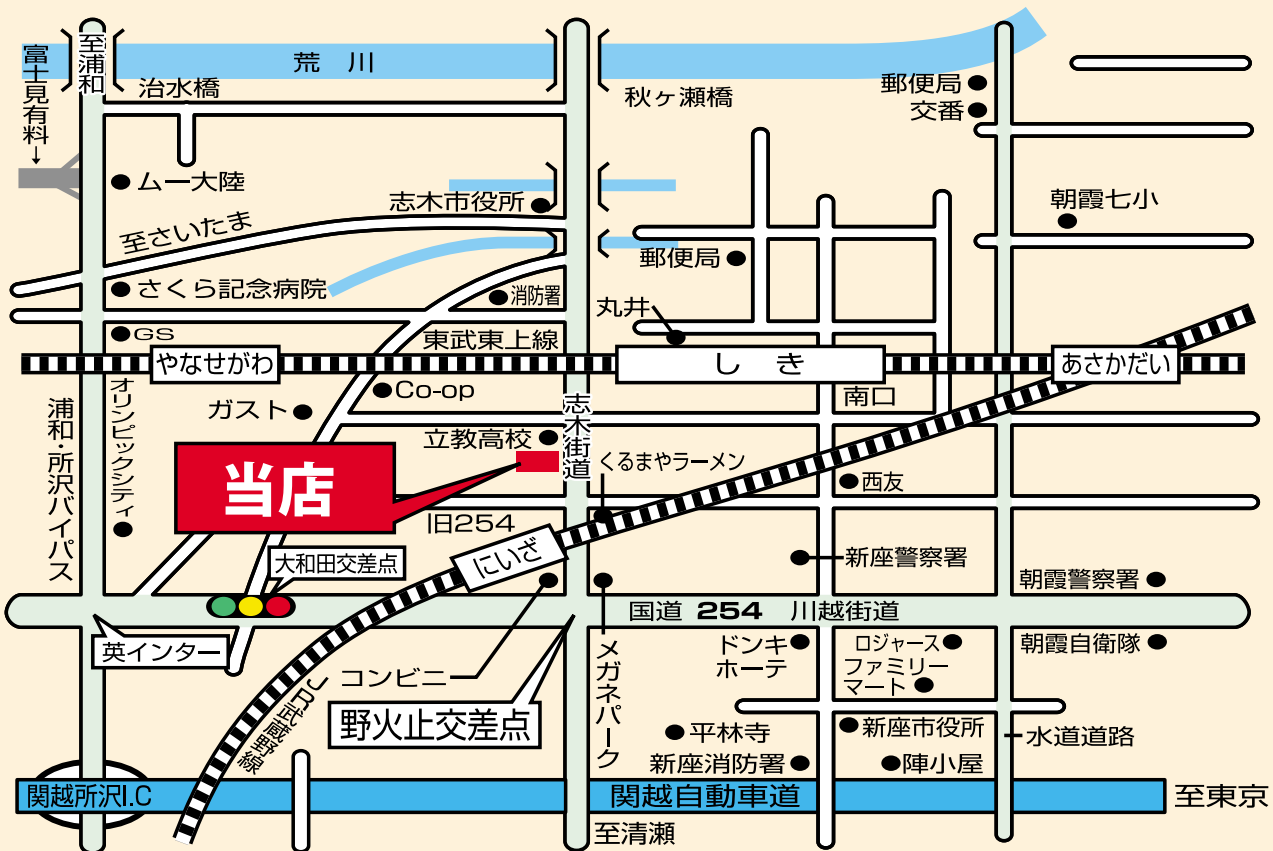 荒川
至浦和
富士見有料
↓
治水橋
秋ヶ瀬橋
郵便局
交番
ムー大陸
志木市役所
朝霞七小
至さいたま
郵便局
さくら記念病院
消防署
丸井
GS
東武東上線
やなせがわ
しき
あさかだい
オリンピックシティ
Co-op
南口
浦和・所沢バイパス
ガスト
志木街道
立教高校
くるまやラーメン
当店
西友
旧254
にいざ
大和田交差点
新座警察署
朝霞警察署
国道 254 川越街道
英インター
ドンキ
ホーテ
ロジャース
朝霞自衛隊
メガネパーク
ファミリー
マート
コンビニ
JR武蔵野線
野火止交差点
平林寺
新座市役所
水道道路
新座消防署
陣小屋
関越所沢I.C
関越自動車道
至東京
至清瀬